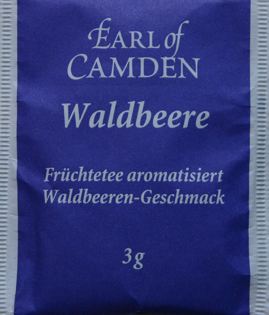 EARL of
CAMDEN
Waldbeere
Früchtetee aromatisiert
Waldbeeren-Geschmack
3g